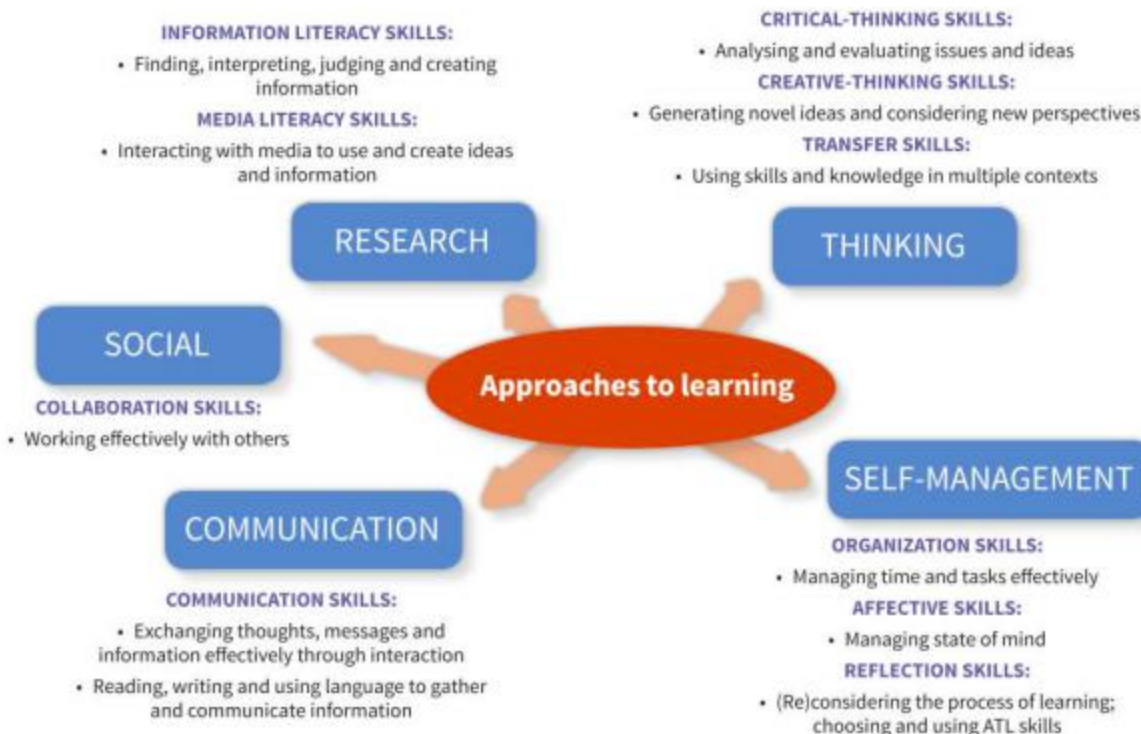 INFORMATION LITERACY SKILLS:
• Finding, interpreting, judging and creating
information
MEDIA LITERACY SKILLS:
• Interacting with media to use and create ideas
and information
RESEARCH
CRITICAL-THINKING SKILLS:
• Analysing and evaluating issues and ideas
CREATIVE-THINKING SKILLS:
• Generating novel ideas and considering new perspectives
TRANSFER SKILLS:
• Using skills and knowledge in multiple contexts
THINKING
SOCIAL
COLLABORATION SKILLS:
• Working effectively with others
Approaches to learning
COMMUNICATION
COMMUNICATION SKILLS:
• Exchanging thoughts, messages and
information effectively through interaction
• Reading, writing and using language to gather
and communicate information
SELF-MANAGEMENT
ORGANIZATION SKILLS:
• Managing time and tasks effectively
AFFECTIVE SKILLS:
• Managing state of mind
REFLECTION SKILLS:
• (Re)considering the process of learning;
choosing and using ATL skills